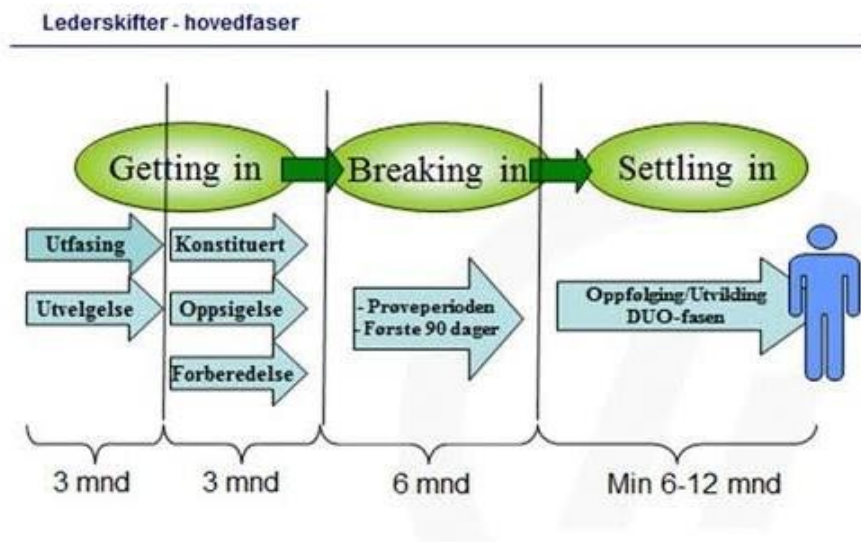 Lederskifter - hovedfaser
Getting in
Breaking in
Settling in
Utfasing
Utvelgelse
Konstituert
Oppsigelse
Forberedelse
- Prøveperioden
- Første 90 dager
Oppfølging/Utvikling
DUO-fasen
3 mnd
3 mnd
6 mnd
Min 6-12 mnd